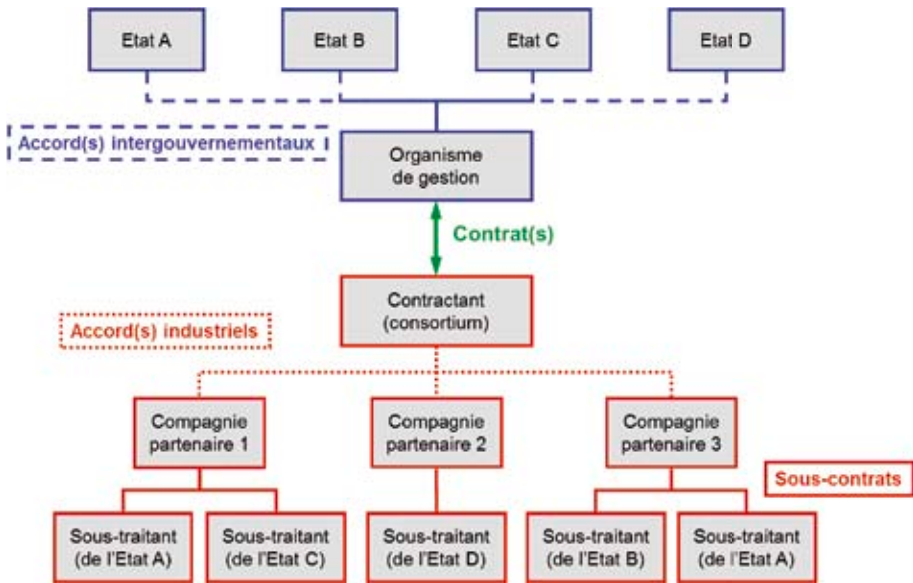 Etat A
Etat B
Etat C
Etat D
Accord(s) intergouvernementaux
Organisme
de gestion
Contrat(s)
Contractant
(consortium)
Accord(s) industriels
Compagnie
partenaire 1
Compagnie
partenaire 2
Compagnie
partenaire 3
Sous-contrats
Sous-traitant
(de l'Etat A)
Sous-traitant
(de l'Etat C)
Sous-traitant
(de l'Etat D)
Sous-traitant
(de l'Etat B)
Sous-traitant
(de l'Etat A)